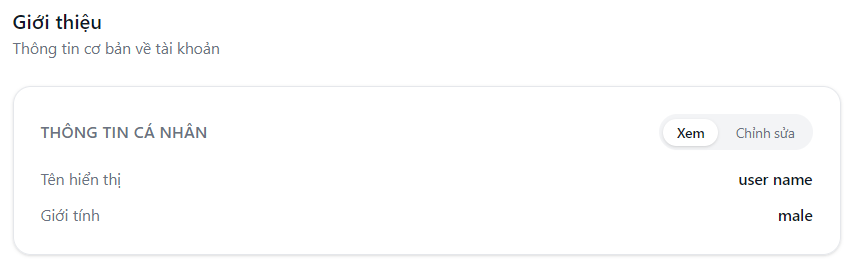 Giới thiệu
Thông tin cơ bản về tài khoản
THÔNG TIN CÁ NHÂN
Xem Chỉnh sửa
Tên hiển thị user name
Giới tính male